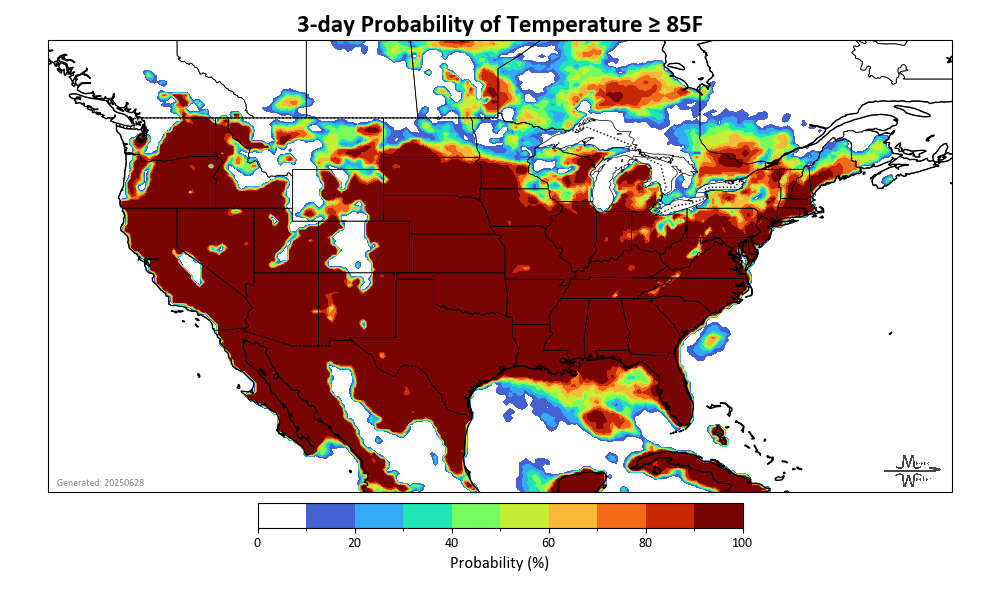 3-day Probability of Temperature ≥ 85F
Generated: 20250628
0 20 40 60 80 100
Probability (%)